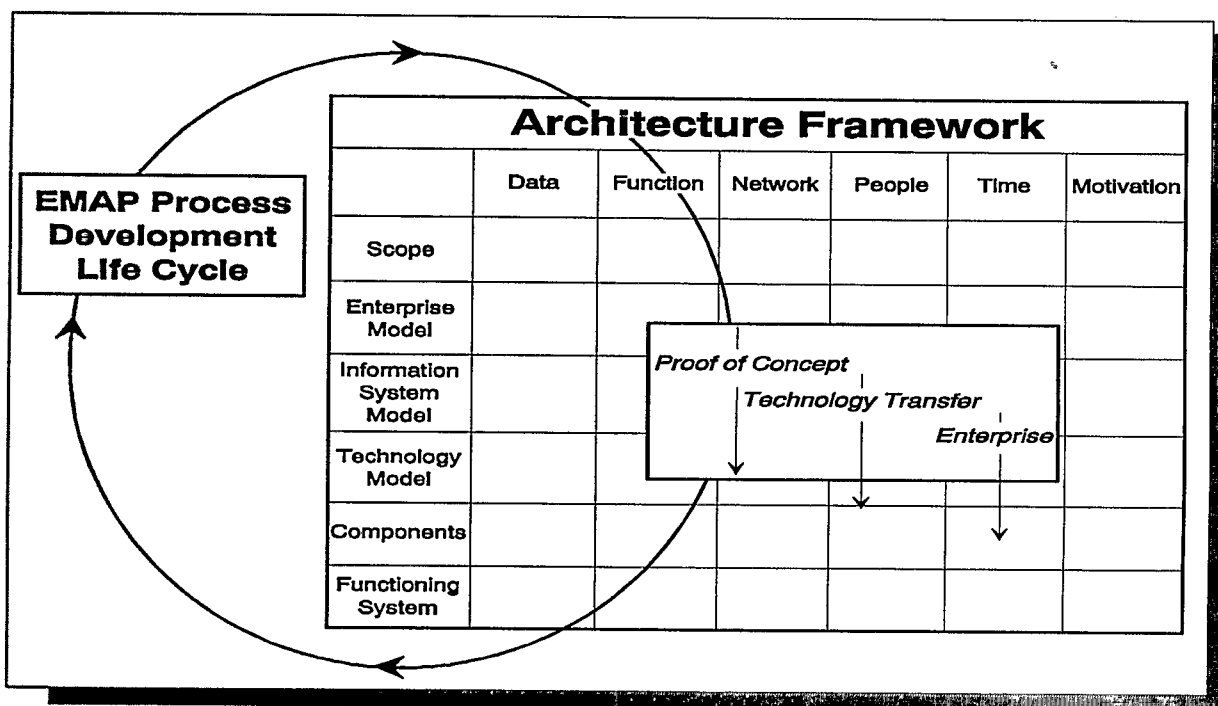 Architecture Framework
Data Function Network People Time Motivation
EMAP Process
Development
Life Cycle
Scope
Enterprise
Model
Information
System
Model
Technology
Model
Components
Functioning
System
Proof of Concept
Technology Transfer
Enterprise